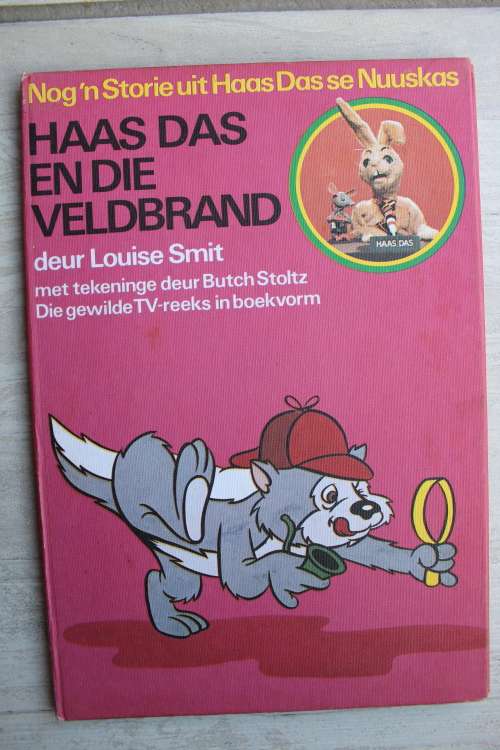 Nog 'n Storie uit Haas Das se Nuuskas
HAAS DAS
EN DIE
VELDBRAND
HAAS DAS
deur Louise Smit
met tekeninge deur Butch Stoltz
Die gewilde TV-reeks in boekvorm